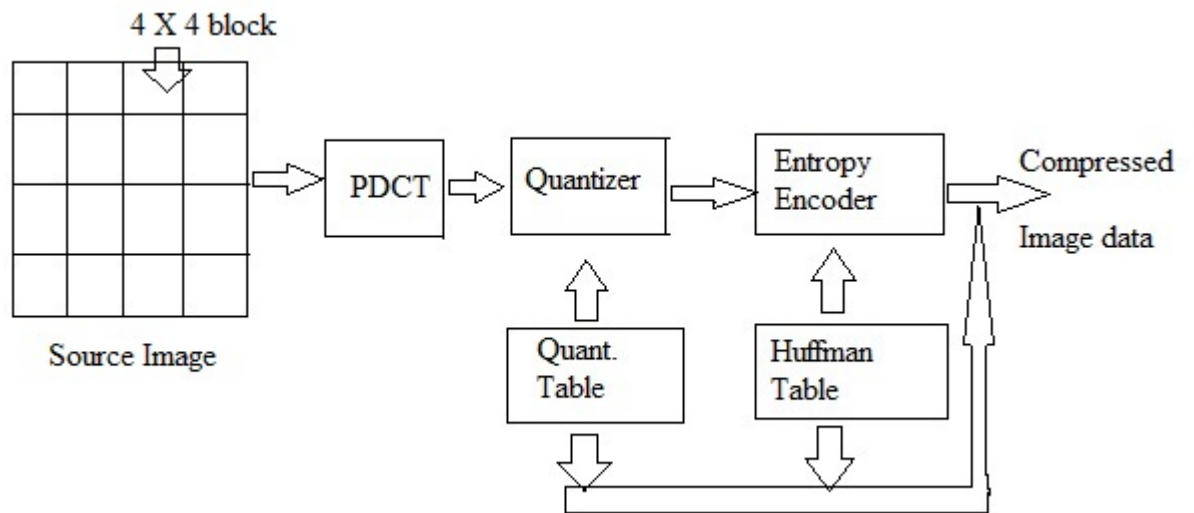 4 X 4 block
PDCT
Quantizer
Entropy
Encoder
Compressed
Image data
Source Image
Quant.
Table
Huffman
Table